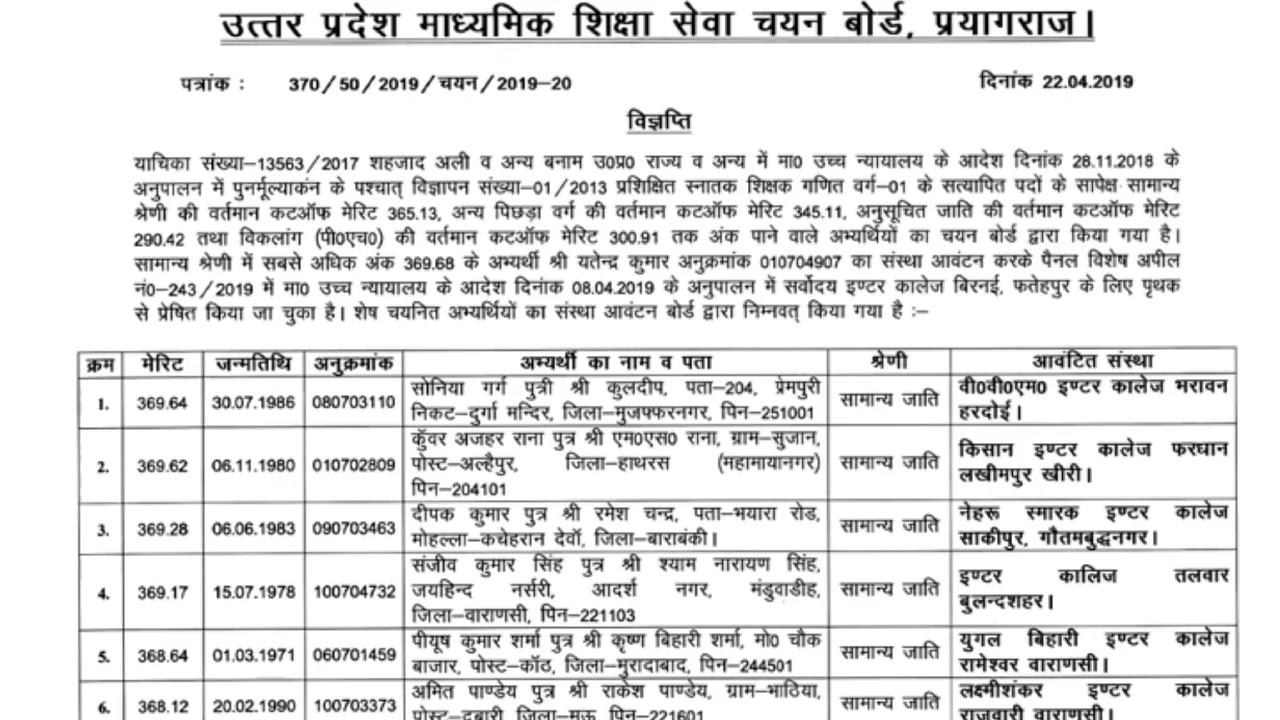 उत्तर प्रदेश माध्यमिक शिक्षा सेवा चयन बोर्ड, प्रयागराज।
पत्रांक : 370/50/2019/चयन/2019–20 दिनांक 22.04.2019
विज्ञप्ति
याचिका संख्या–13563/2017 शहजाद अली व अन्य बनाम उ0प्र0 राज्य व अन्य में मा0 उच्च न्यायालय के आदेश दिनांक 28.11.2018 के
अनुपालन में पुनर्मूल्याकंन के पश्चात् विज्ञापन संख्या–01/2013 प्रशिक्षित स्नातक शिक्षक गणित वर्ग–01 के सत्यापित पदों के सापेक्ष सामान्य
श्रेणी की वर्तमान कटऑफ मेरिट 365.13, अन्य पिछड़ा वर्ग की वर्तमान कटऑफ मेरिट 345.11, अनुसूचित जाति की वर्तमान कटऑफ मेरिट
290.42 तथा विकलांग (पी0एच0) की वर्तमान कटऑफ मेरिट 300.91 तक अंक पाने वाले अभ्यर्थियों का चयन बोर्ड द्वारा किया गया है।
सामान्य श्रेणी में सबसे अधिक अंक 369.68 के अभ्यर्थी श्री यतेन्द्र कुमार अनुक्रमांक 010704907 का संस्था आवंटन करके पैनल विशेष अपील
नं0–243/2019 में मा0 उच्च न्यायालय के आदेश दिनांक 08.04.2019 के अनुपालन में सर्वोदय इण्टर कालेज बिरनई, फतेहपुर के लिए पृथक
से प्रेषित किया जा चुका है। शेष चयनित अभ्यर्थियों का संस्था आवंटन बोर्ड द्वारा निम्नवत् किया गया है :–
क्रम मेरिट जन्मतिथि अनुक्रमांक अभ्यर्थी का नाम व पता श्रेणी आवंटित संस्था
1. 369.64 30.07.1986 080703110 सोनिया गर्ग पुत्री श्री कुलदीप, पता–204, प्रेमपुरी
निकट–दुर्गा मन्दिर, जिला–मुजफ्फरनगर, पिन–251001
सामान्य जाति
वी0वी0एम0 इण्टर कालेज भरावन
हरदोई।
2. 369.62 06.11.1980 010702809 कुँवर अजहर राना पुत्र श्री एम0एस0 राना, ग्राम–सुजान,
पोस्ट–अल्हैपुर, जिला–हाथरस (महामायानगर)
पिन–204101
सामान्य जाति
किसान इण्टर कालेज फरधान
लखीमपुर खीरी।
3. 369.28 06.06.1983 090703463 दीपक कुमार पुत्र श्री रमेश चन्द्र, पता–भयारा रोड,
मोहल्ला–कचेहरान देवॉ, जिला–बाराबंकी।
सामान्य जाति
नेहरू स्मारक इण्टर कालेज
साकीपुर, गौतमबुद्धनगर।
4. 369.17 15.07.1978 100704732 संजीव कुमार सिंह पुत्र श्री श्याम नारायण सिंह,
जयहिन्द नर्सरी, आदर्श नगर, मंडुवाडीह,
जिला–वाराणसी, पिन–221103
सामान्य जाति
इण्टर कालिज तलवार
बुलन्दशहर।
5. 368.64 01.03.1971 060701459 पीयूष कुमार शर्मा पुत्र श्री कृष्ण बिहारी शर्मा, मो0 चौक
बाजार, पोस्ट–कॉठ, जिला–मुरादाबाद, पिन–244501
सामान्य जाति
युगल बिहारी इण्टर कालेज
रामेश्वर वाराणसी।
6. 368.12 20.02.1990 100703373 अमित पाण्डेय पुत्र श्री राकेश पाण्डेय, ग्राम–भाठिया,
पोस्ट–दुबारी, जिला–मऊ, पिन–221601
सामान्य जाति
लक्ष्मीशंकर इण्टर कालेज
राजवारी वाराणसी।